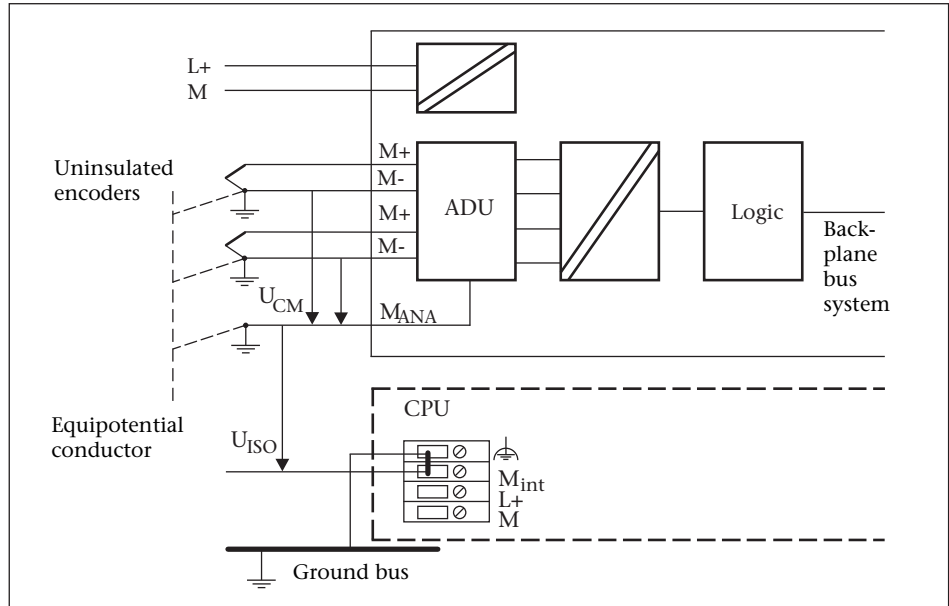 L+
M
Uninsulated
encoders
M+
M-
M+
M-
ADU
Logic
Back-
plane
bus
system
UCM
MANA
Equipotential
conductor
UISO
CPU
Mint
L+
M
Ground bus